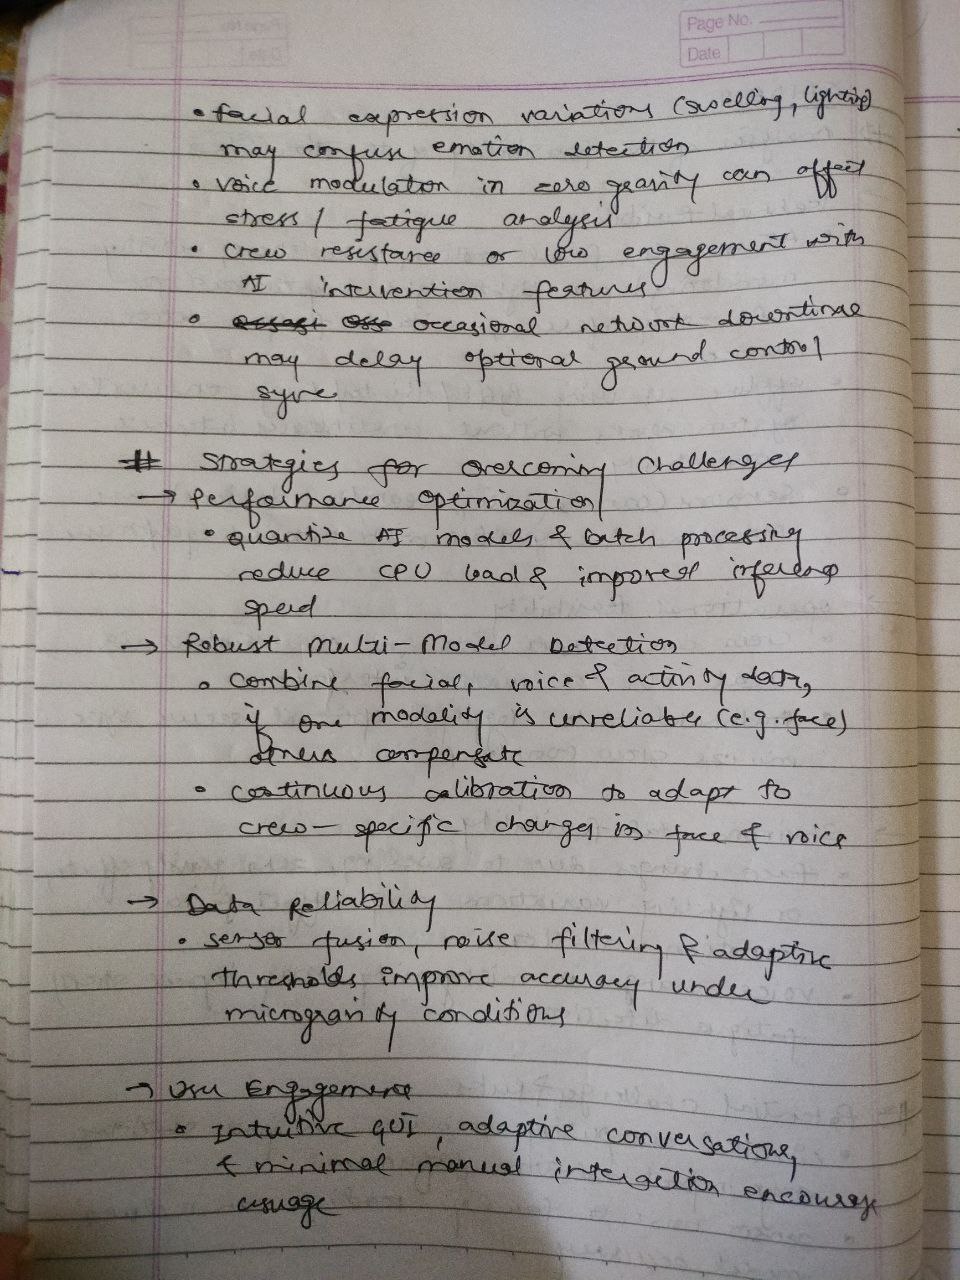 Page No.
Date
• facial expression variations (swelling, lighting)
may confuse emotion detection
• voice modulation in zero gravity can affect
stress / fatigue analysis
• crew resistance or low engagement with
AI intervention features
• occasional network downtime
may delay optional ground control
sync
# Strategies for overcoming challenges
→ Performance optimization
• quantize AI models & batch processing
reduce CPU load & improves inference
speed
→ Robust Multi-Model Detection
• combine facial, voice & activity data,
if one modality is unreliable (e.g. face)
others compensate
• continuous calibration to adapt to
crew-specific changes in face & voice
→ Data Reliability
• sensor fusion, noise filtering & adaptive
thresholds improve accuracy under
microgravity conditions
→ User Engagement
• Intuitive GUI, adaptive conversations,
& minimal manual interaction encourage
usuage